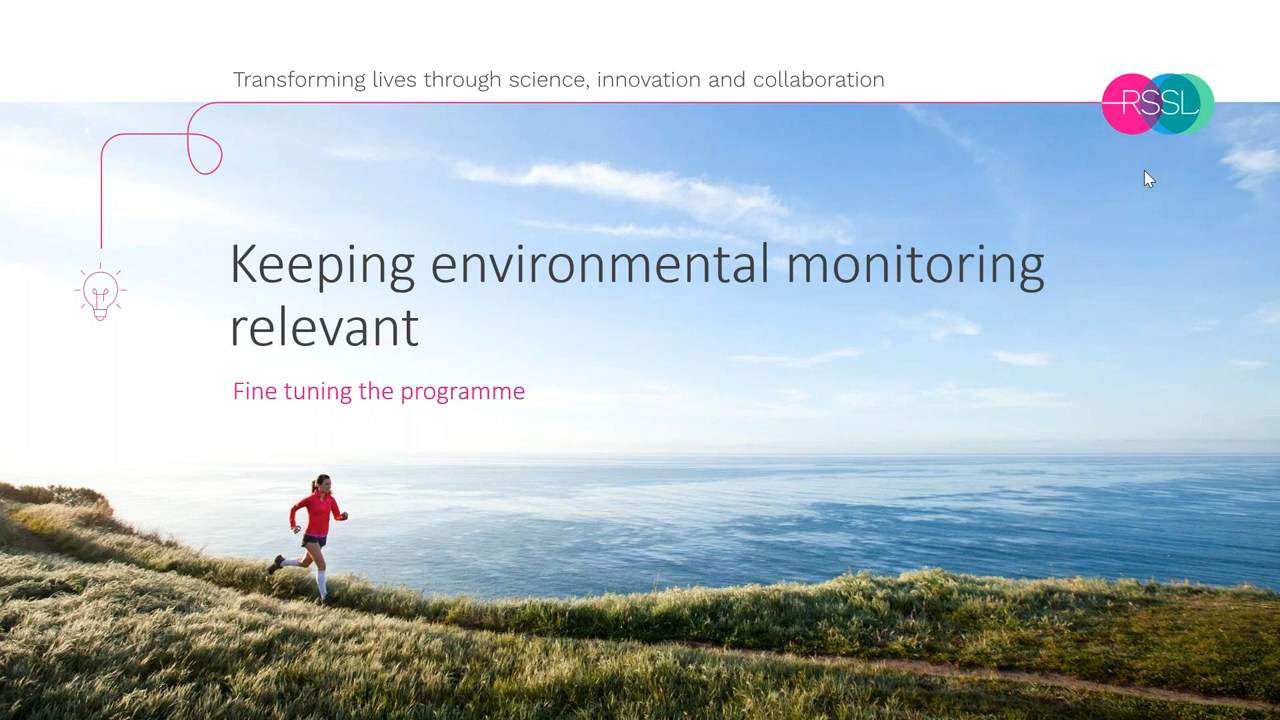 Transforming lives through science, innovation and collaboration
RSSL
Keeping environmental monitoring
relevant
Fine tuning the programme